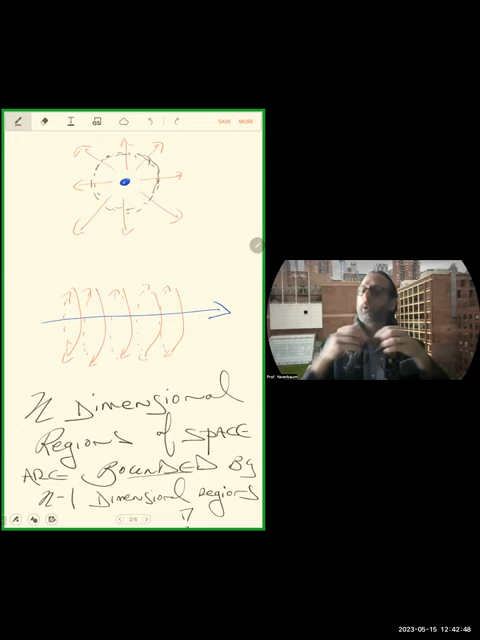 T
SAVE MORE
n Dimensional
Regions of SPACE
ARE BOUNDED By
n-1 Dimensional regions
2/5
Prof. Yaverbaum
2023-05-15 12:42:48